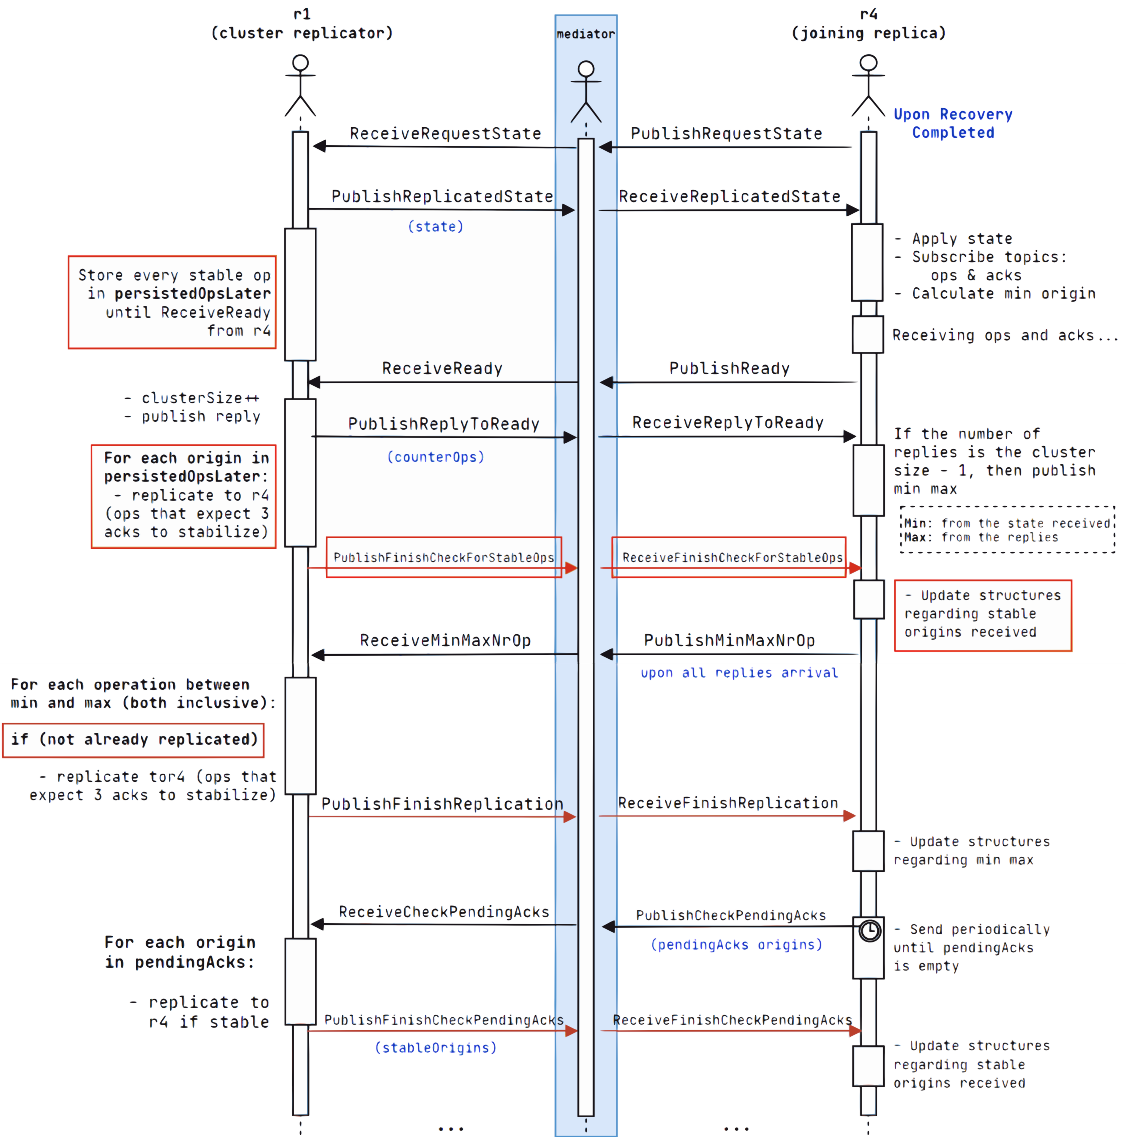 r1
(cluster replicator)
mediator
r4
(joining replica)
Upon Recovery
Completed
ReceiveRequestState
PublishRequestState
PublishReplicatedState
(state)
ReceiveReplicatedState
- Apply state
- Subscribe topics:
ops & acks
- Calculate min origin
Store every stable op
in persistedOpsLater
until ReceiveReady
from r4
Receiving ops and acks...
ReceiveReady
PublishReady
- clusterSize++
- publish reply
PublishReplyToReady
(counterOps)
ReceiveReplyToReady
If the number of
replies is the cluster
size - 1, then publish
min max
Min: from the state received
Max: from the replies
For each origin in
persistedOpsLater:
- replicate to r4
(ops that expect 3
acks to stabilize)
PublishFinishCheckForStableOps
ReceiveFinishCheckForStableOps
- Update structures
regarding stable
origins received
ReceiveMinMaxNrOp
PublishMinMaxNrOp
upon all replies arrival
For each operation between
min and max (both inclusive):
if (not already replicated)
- replicate tor4 (ops that
expect 3 acks to stabilize)
PublishFinishReplication
ReceiveFinishReplication
- Update structures
regarding min max
ReceiveCheckPendingAcks
PublishCheckPendingAcks
(pendingAcks origins)
- Send periodically
until pendingAcks
is empty
For each origin
in pendingAcks:
- replicate to
r4 if stable
PublishFinishCheckPendingAcks
(stableOrigins)
ReceiveFinishCheckPendingAcks
- Update structures
regarding stable
origins received
... ...